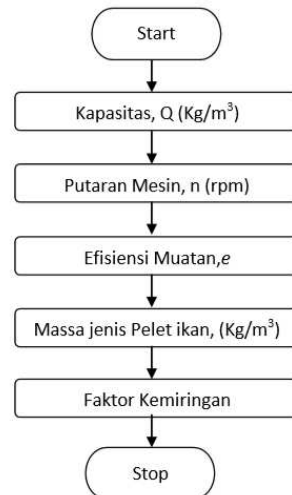 Start
Kapasitas, Q (Kg/m³)
Putaran Mesin, n (rpm)
Efisiensi Muatan,e
Massa jenis Pelet ikan, (Kg/m³)
Faktor Kemiringan
Stop